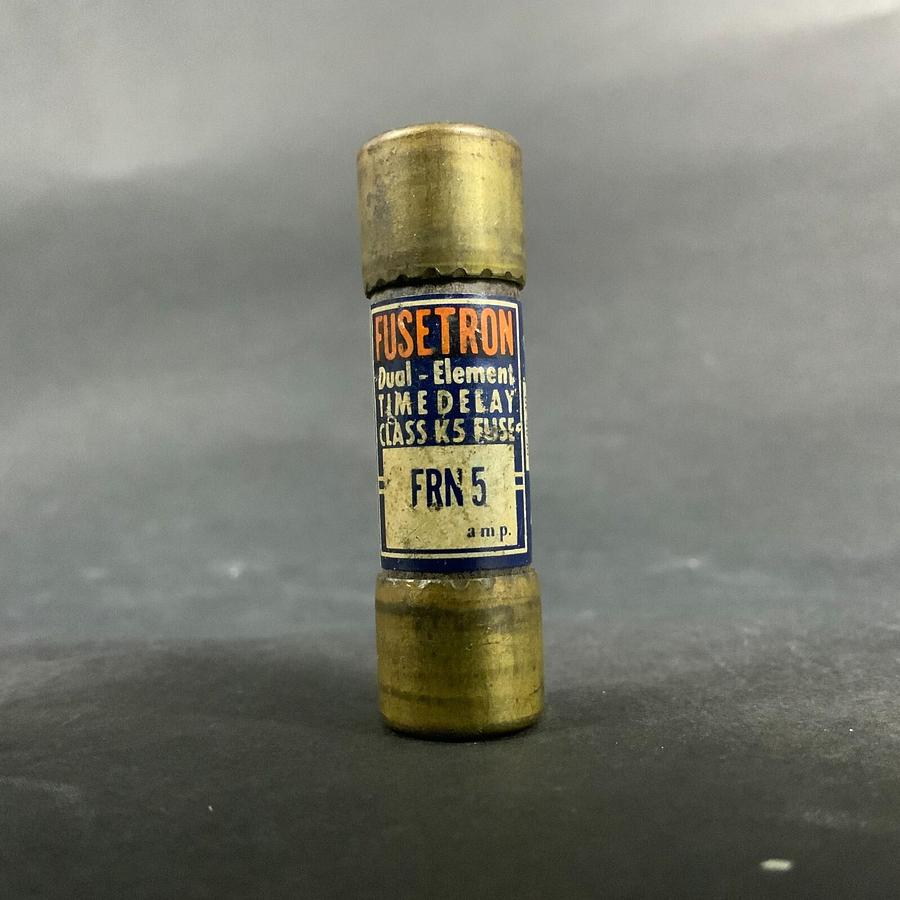 FUSETRON
Dual - Element
TIME DELAY
CLASS K5 FUSE
FRN 5
amp.